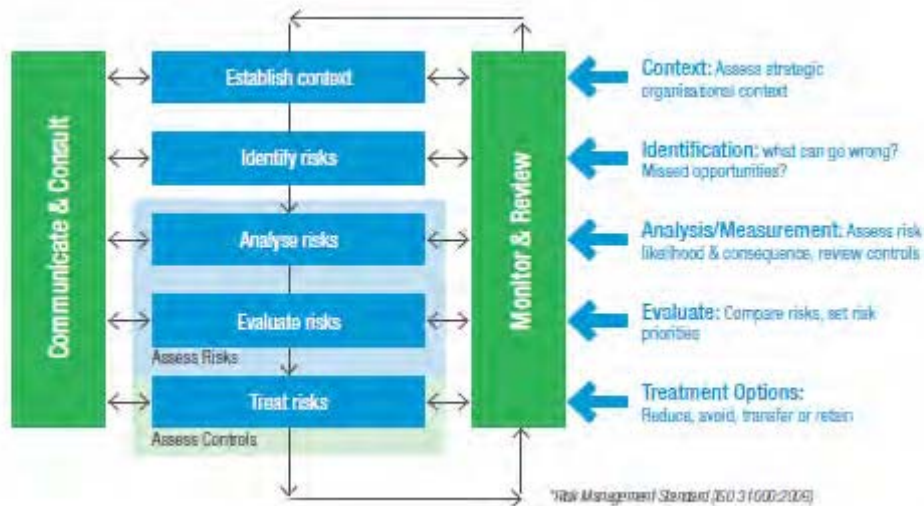 Communicate & Consult
Establish context
Identify risks
Analyse risks
Evaluate risks
Assess Risks
Treat risks
Assess Controls
Monitor & Review
Context: Assess strategic
organisational context
Identification: what can go wrong?
Missed opportunities?
Analysis/Measurement: Assess risk
likelihood & consequence, review controls
Evaluate: Compare risks, set risk
priorities
Treatment Options:
Reduce, avoid, transfer or retain
*Risk Management Standard [ISO 31000:2009]